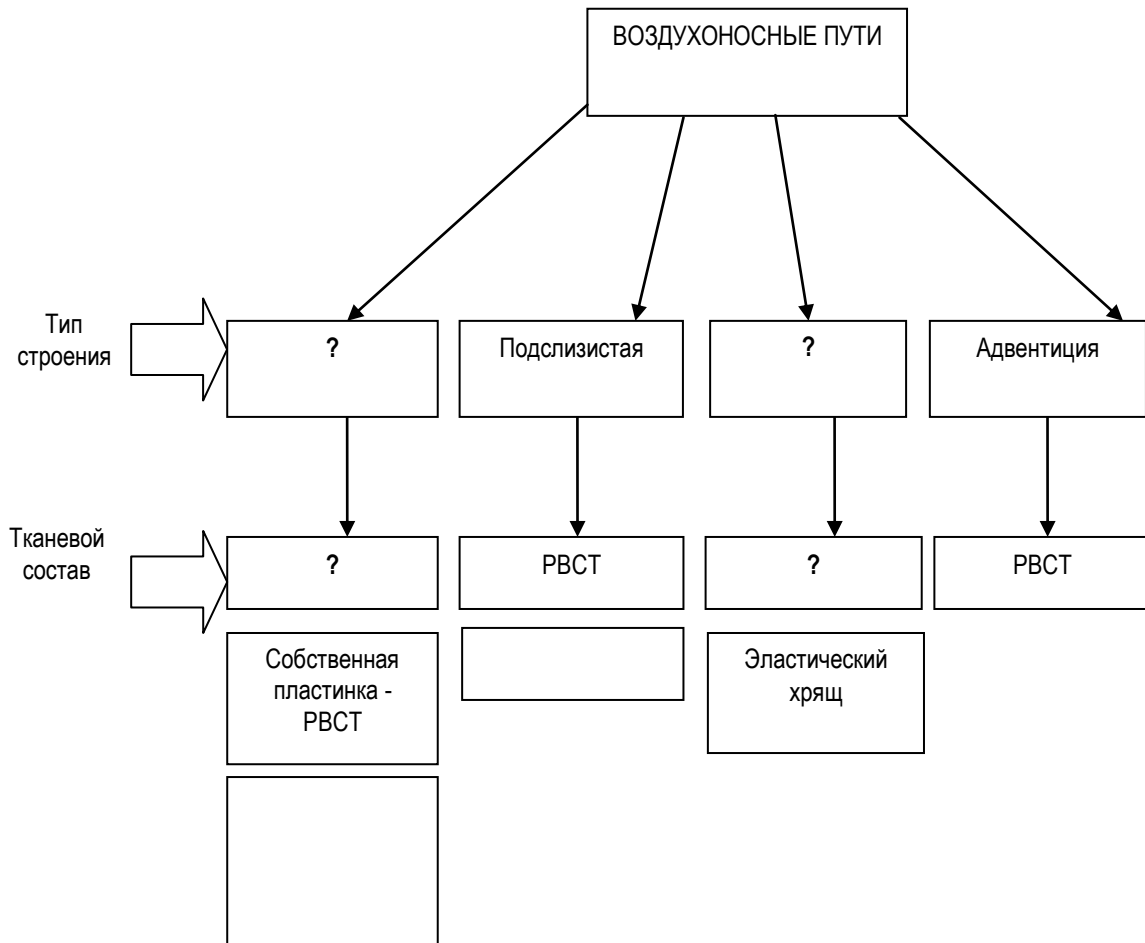 ВОЗДУХОНОСНЫЕ ПУТИ
Тип
строения
?
Подслизистая
?
Адвентиция
Тканевой
состав
?
РВСТ
?
РВСТ
Собственная
пластинка -
РВСТ
Эластический
хрящ